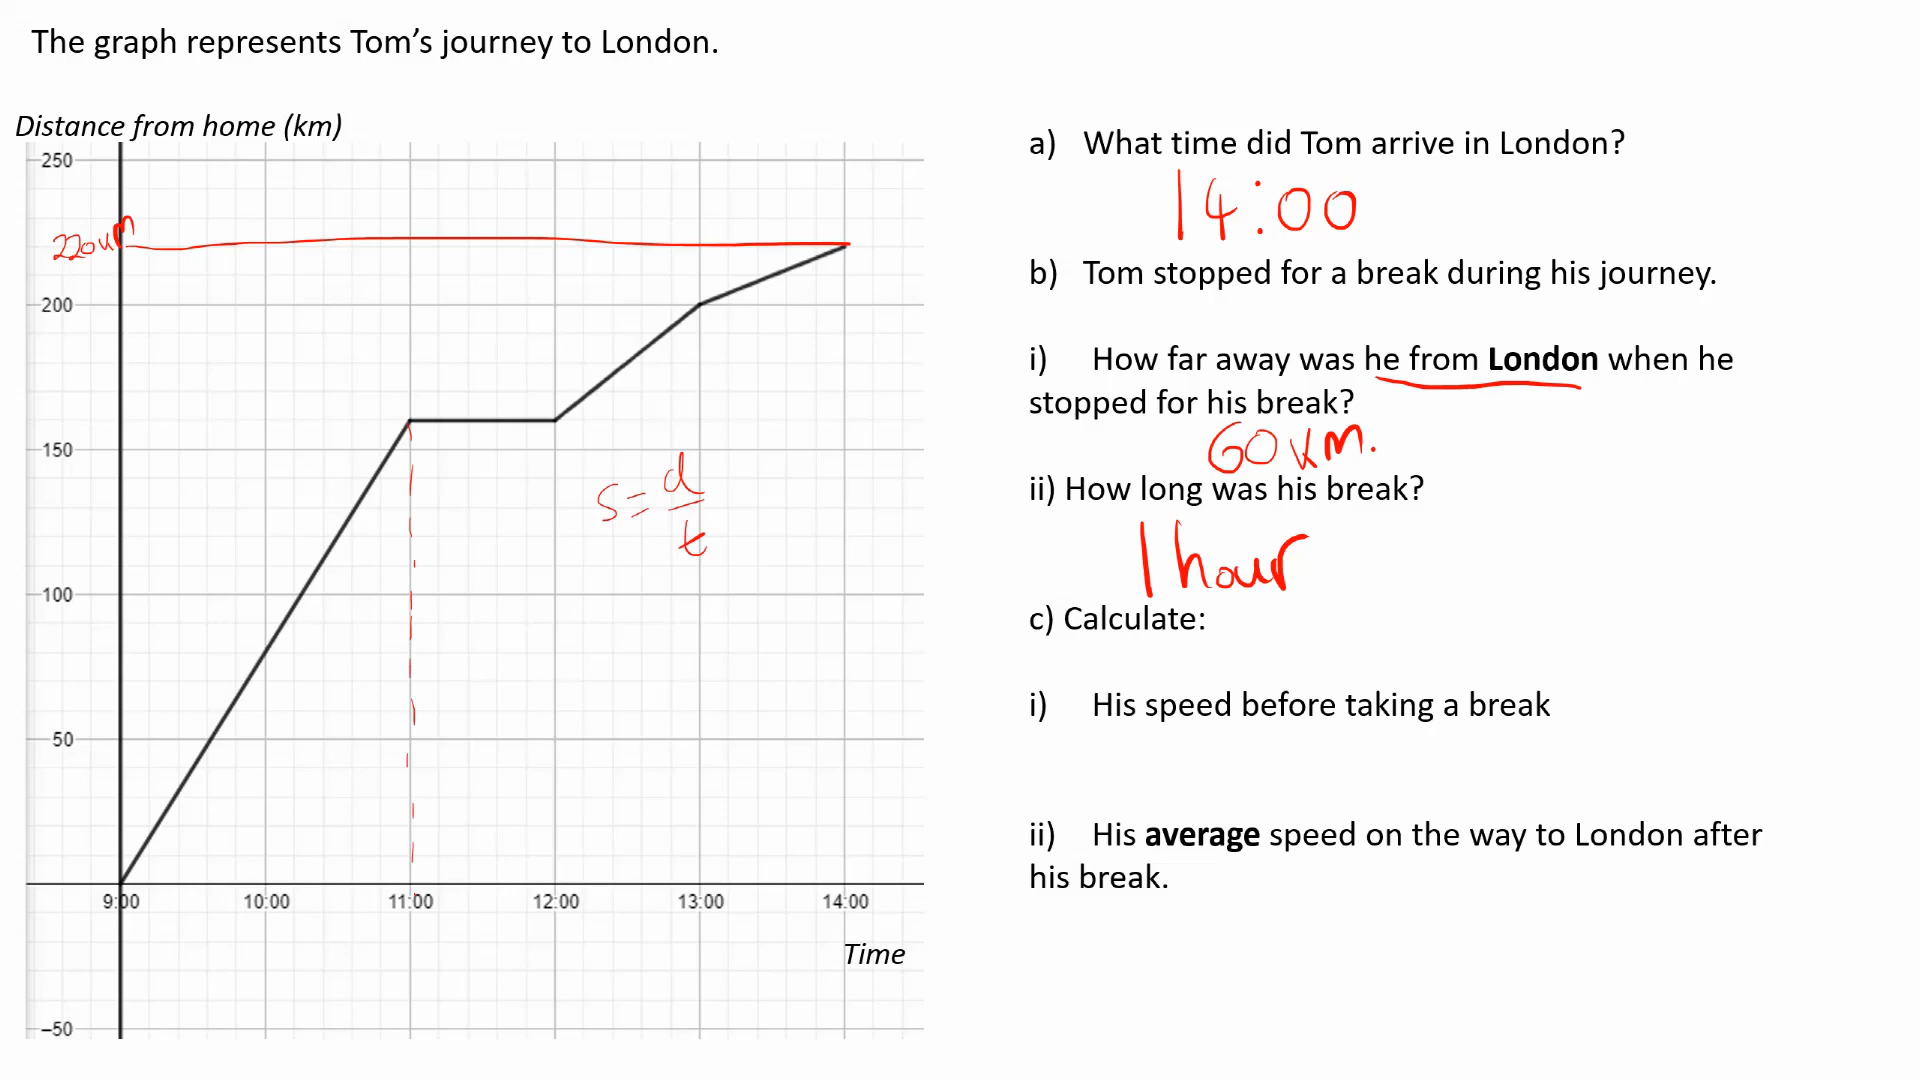 The graph represents Tom’s journey to London.
Distance from home (km)
250
220km
200
150
100
50
−50
9:00 10:00 11:00 12:00 13:00 14:00
Time
s = d
t
a) What time did Tom arrive in London?
14:00
b) Tom stopped for a break during his journey.
i) How far away was he from London when he
stopped for his break?
60km.
ii) How long was his break?
1 hour
c) Calculate:
i) His speed before taking a break
ii) His average speed on the way to London after
his break.